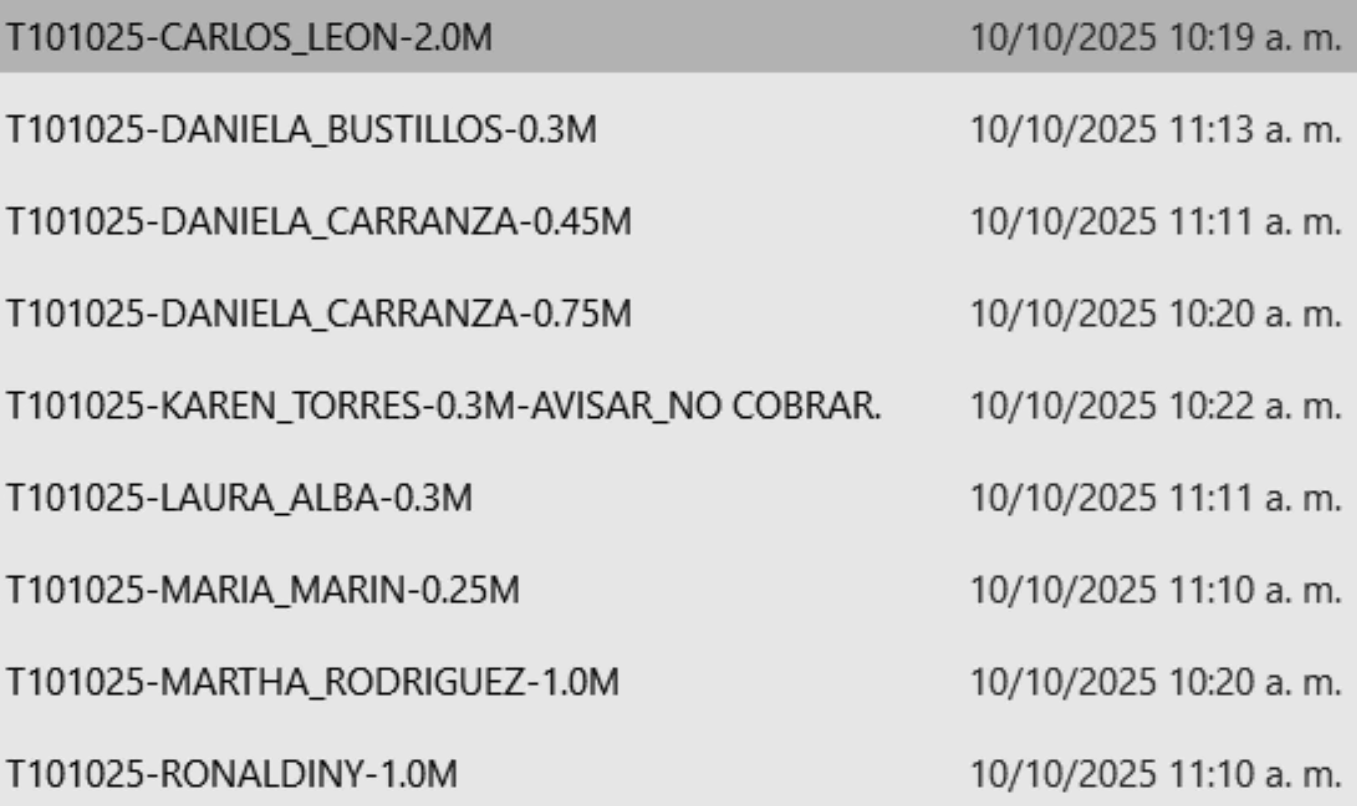 T101025-CARLOS_LEON-2.0M 10/10/2025 10:19 a. m.
T101025-DANIELA_BUSTILLOS-0.3M 10/10/2025 11:13 a. m.
T101025-DANIELA_CARRANZA-0.45M 10/10/2025 11:11 a. m.
T101025-DANIELA_CARRANZA-0.75M 10/10/2025 10:20 a. m.
T101025-KAREN_TORRES-0.3M-AVISAR_NO COBRAR. 10/10/2025 10:22 a. m.
T101025-LAURA_ALBA-0.3M 10/10/2025 11:11 a. m.
T101025-MARIA_MARIN-0.25M 10/10/2025 11:10 a. m.
T101025-MARTHA_RODRIGUEZ-1.0M 10/10/2025 10:20 a. m.
T101025-RONALDINY-1.0M 10/10/2025 11:10 a. m.